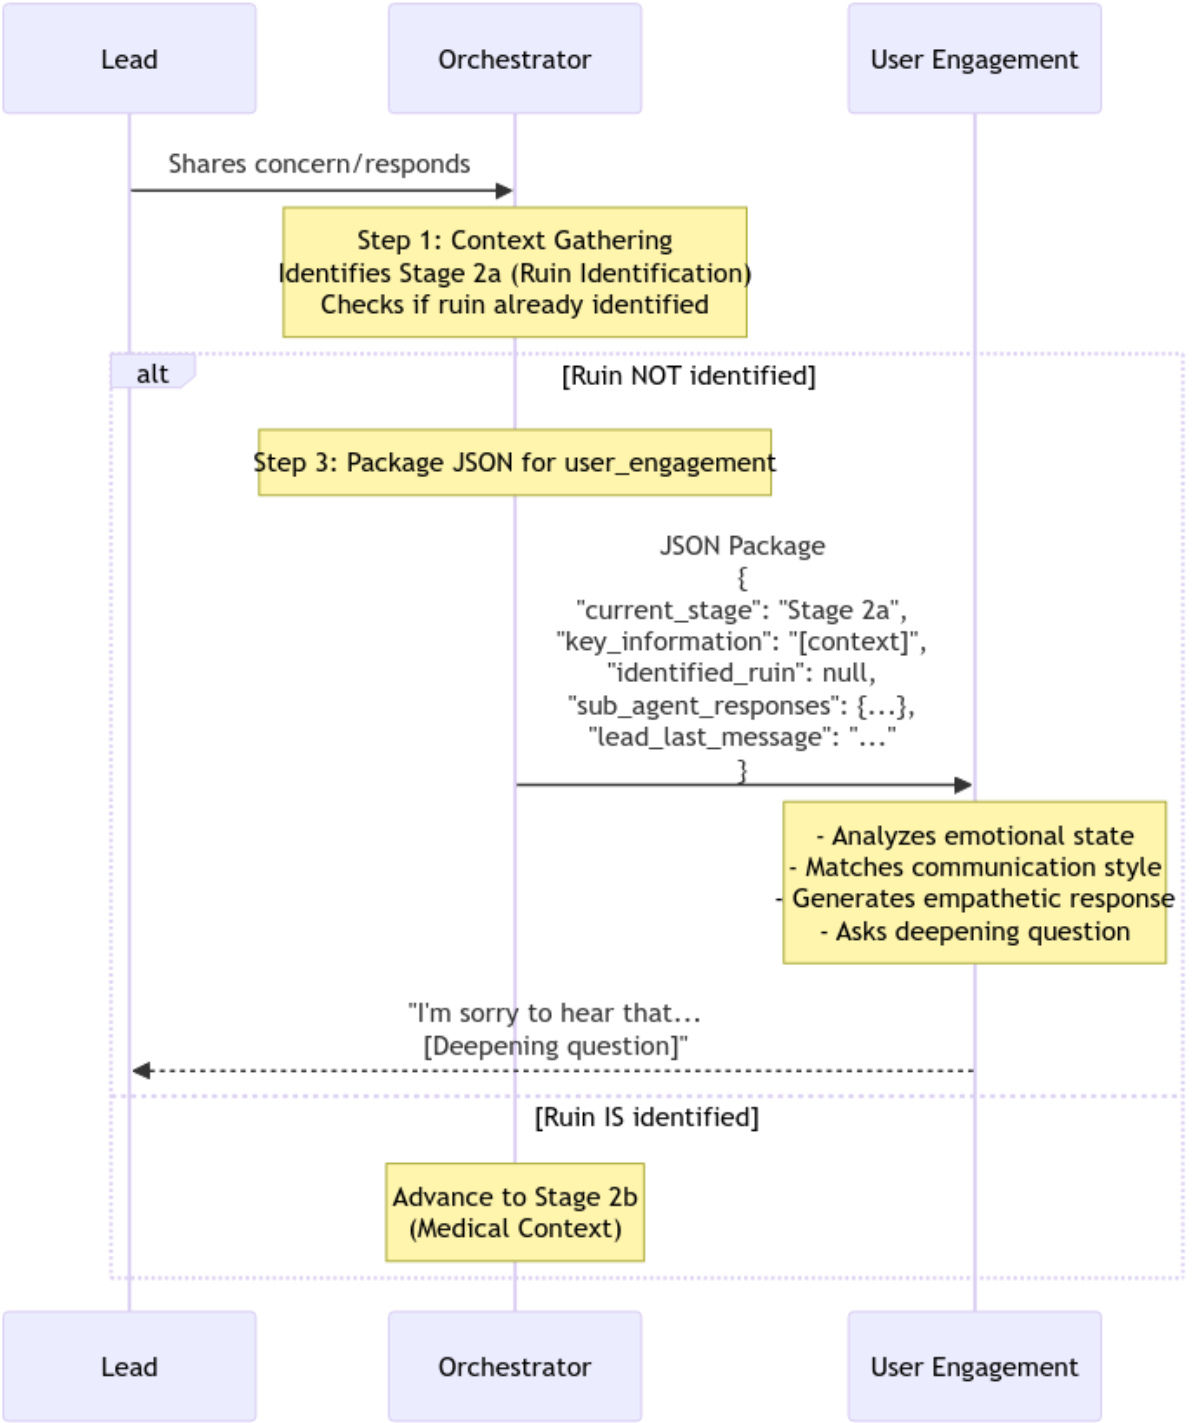 Lead
Orchestrator
User Engagement
Shares concern/responds
Step 1: Context Gathering
Identifies Stage 2a (Ruin Identification)
Checks if ruin already identified
alt
[Ruin NOT identified]
Step 3: Package JSON for user_engagement
JSON Package
{
"current_stage": "Stage 2a",
"key_information": "[context]",
"identified_ruin": null,
"sub_agent_responses": {...},
"lead_last_message": "..."
}
- Analyzes emotional state
- Matches communication style
- Generates empathetic response
- Asks deepening question
"I'm sorry to hear that...
[Deepening question]"
[Ruin IS identified]
Advance to Stage 2b
(Medical Context)
Lead
Orchestrator
User Engagement